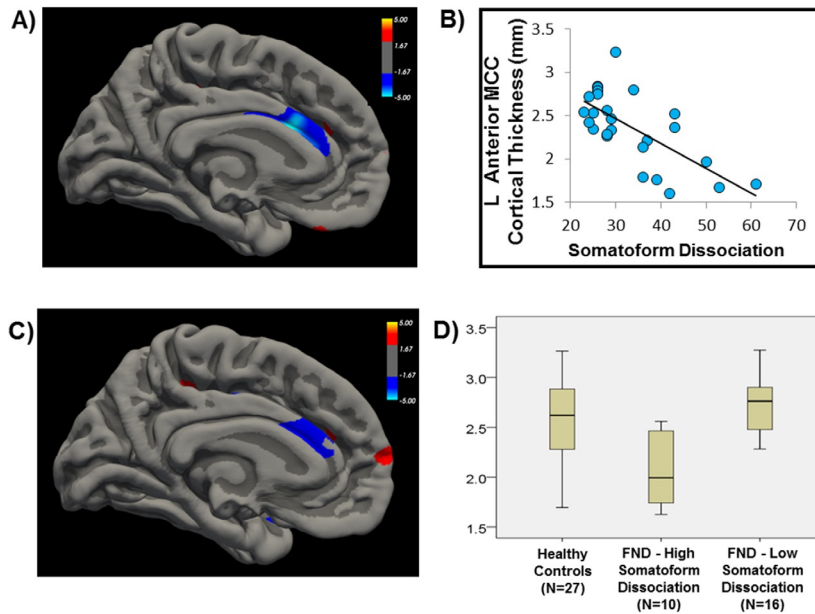 A)
5.00
1.67
-1.67
-5.00
B)
L Anterior MCC
Cortical Thickness (mm)
3.5
3
2.5
2
1.5
20
30
40
50
60
70
Somatoform Dissociation
C)
5.00
1.67
-1.67
-5.00
D)
3.5
3.0
2.5
2.0
1.5
Healthy
Controls
(N=27)
FND - High
Somatoform
Dissociation
(N=10)
FND - Low
Somatoform
Dissociation
(N=16)